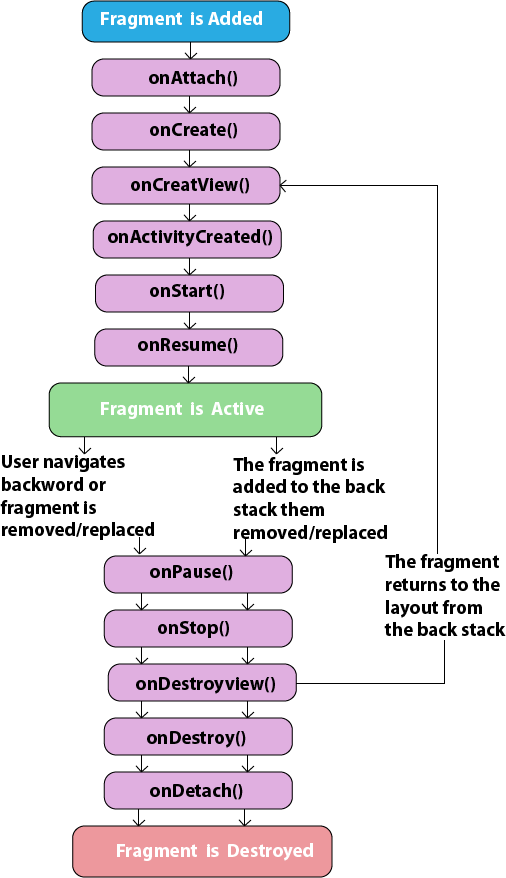 Fragment is Added
onAttach()
onCreate()
onCreatView()
onActivityCreated()
onStart()
onResume()
Fragment is Active
User navigates
backword or
fragment is
removed/replaced
The fragment is
added to the back
stack them
removed/replaced
onPause()
onStop()
onDestroyview()
onDestroy()
onDetach()
Fragment is Destroyed
The fragment
returns to the
layout from
the back stack